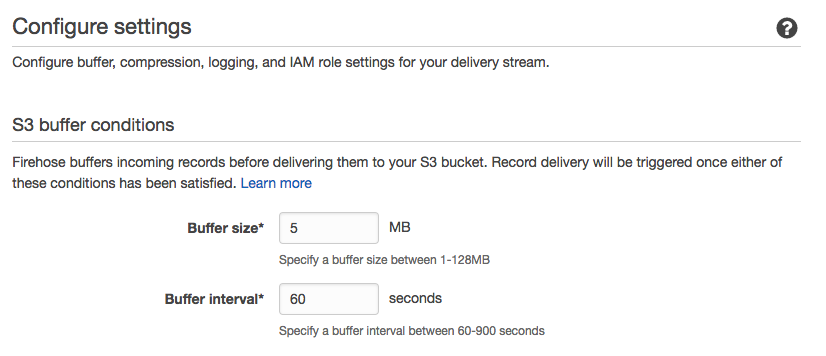 Configure settings
?
Configure buffer, compression, logging, and IAM role settings for your delivery stream.
S3 buffer conditions
Firehose buffers incoming records before delivering them to your S3 bucket. Record delivery will be triggered once either of
these conditions has been satisfied. Learn more
Buffer size* 5 MB
Specify a buffer size between 1-128MB
Buffer interval* 60 seconds
Specify a buffer interval between 60-900 seconds